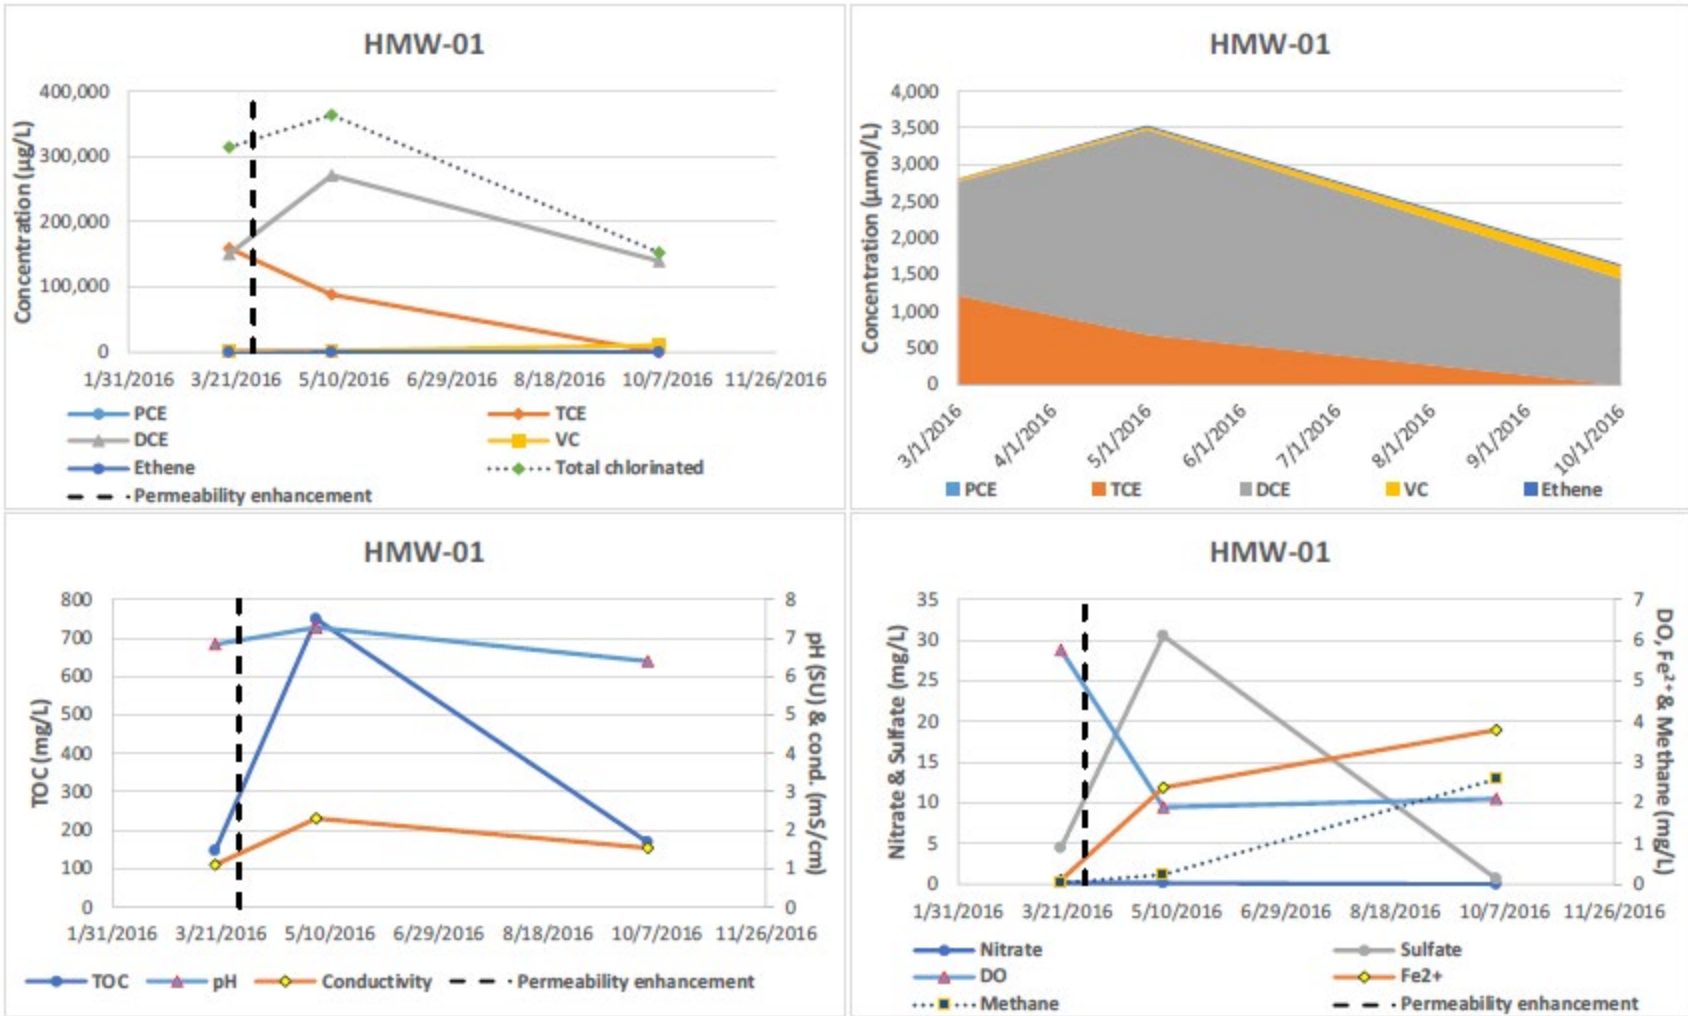 HMW-01
Concentration (µg/L)
400,000
300,000
200,000
100,000
0
1/31/2016 3/21/2016 5/10/2016 6/29/2016 8/18/2016 10/7/2016 11/26/2016
PCE TCE
DCE VC
Ethene Total chlorinated
Permeability enhancement
HMW-01
Concentration (µmol/L)
4,000
3,500
3,000
2,500
2,000
1,500
1,000
500
0
3/1/2016 4/1/2016 5/1/2016 6/1/2016 7/1/2016 8/1/2016 9/1/2016 10/1/2016
PCE TCE DCE VC Ethene
HMW-01
TOC (mg/L)
800
700
600
500
400
300
200
100
0
8
7
6
5
4
3
2
1
0
pH (SU) & cond. (mS/cm)
1/31/2016 3/21/2016 5/10/2016 6/29/2016 8/18/2016 10/7/2016 11/26/2016
TOC pH Conductivity Permeability enhancement
HMW-01
Nitrate & Sulfate (mg/L)
35
30
25
20
15
10
5
0
7
6
5
4
3
2
1
0
DO, Fe²⁺ & Methane (mg/L)
1/31/2016 3/21/2016 5/10/2016 6/29/2016 8/18/2016 10/7/2016 11/26/2016
Nitrate Sulfate
DO Fe2+
Methane Permeability enhancement